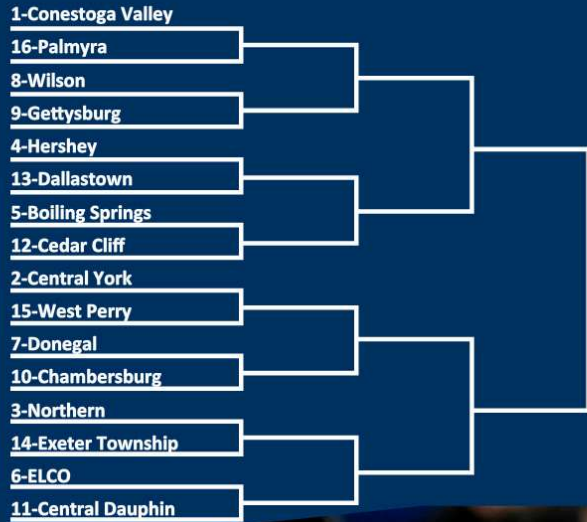 1-Conestoga Valley
16-Palmyra
8-Wilson
9-Gettysburg
4-Hershey
13-Dallastown
5-Boiling Springs
12-Cedar Cliff
2-Central York
15-West Perry
7-Donegal
10-Chambersburg
3-Northern
14-Exeter Township
6-ELCO
11-Central Dauphin